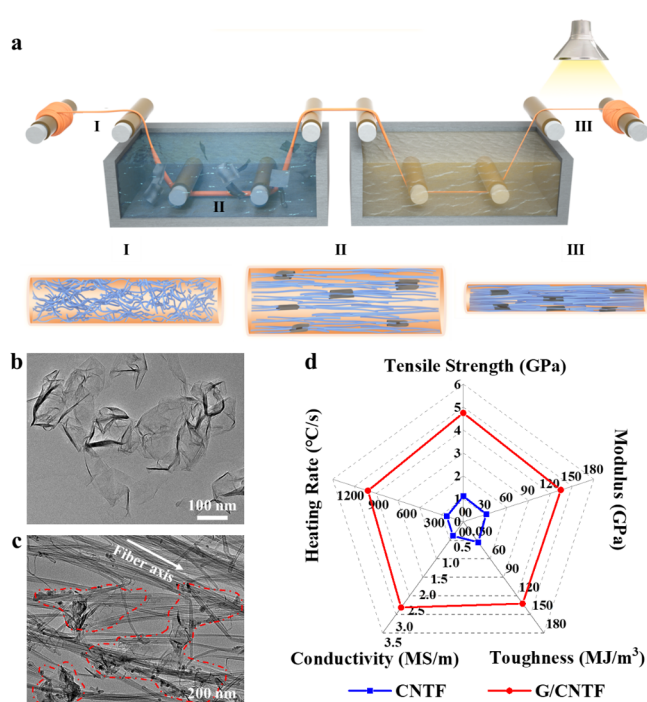 a
I
II
III
I
II
III
b
100 nm
c
Fiber axis
200 nm
d
Tensile Strength (GPa)
6
5
4
3
2
1
0
Modulus (GPa)
30
60
90
120
150
180
Toughness (MJ/m³)
60
90
120
150
180
Conductivity (MS/m)
0.5
1.0
1.5
2.0
2.5
3.0
3.5
Heating Rate (°C/s)
300
600
900
1200
CNTF
G/CNTF